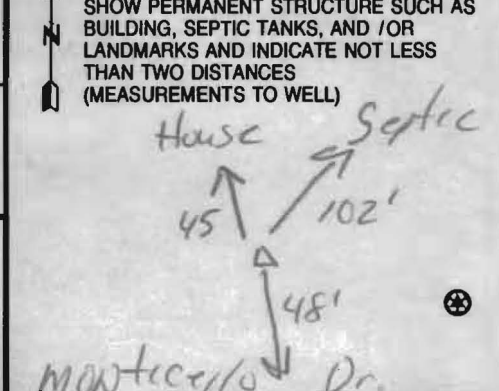 SHOW PERMANENT STRUCTURE SUCH AS
N
BUILDING, SEPTIC TANKS, AND /OR
LANDMARKS AND INDICATE NOT LESS
THAN TWO DISTANCES
(MEASUREMENTS TO WELL)
House
Septic
45
102'
48'
Monticello Dr.